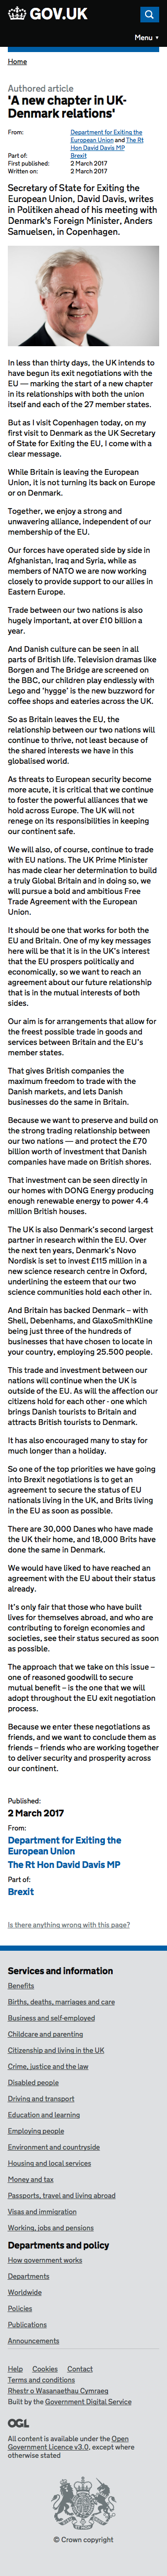 GOV.UK
Menu ▼
Home
Authored article
'A new chapter in UK-
Denmark relations'
From:
Department for Exiting the
European Union and The Rt
Hon David Davis MP
Part of:
Brexit
First published:
2 March 2017
Written on:
2 March 2017
Secretary of State for Exiting the
European Union, David Davis, writes
in Politiken ahead of his meeting with
Denmark's Foreign Minister, Anders
Samuelsen, in Copenhagen.
In less than thirty days, the UK intends to
have begun its exit negotiations with the
EU — marking the start of a new chapter
in its relationships with both the union
itself and each of the 27 member states.
But as I visit Copenhagen today, on my
first visit to Denmark as the UK Secretary
of State for Exiting the EU, I come with a
clear message.
While Britain is leaving the European
Union, it is not turning its back on Europe
or on Denmark.
Together, we enjoy a strong and
unwavering alliance, independent of our
membership of the EU.
Our forces have operated side by side in
Afghanistan, Iraq and Syria, while as
members of NATO we are now working
closely to provide support to our allies in
Eastern Europe.
Trade between our two nations is also
hugely important, at over £10 billion a
year.
And Danish culture can be seen in all
parts of British life. Television dramas like
Borgen and The Bridge are screened on
the BBC, our children play endlessly with
Lego and 'hygge' is the new buzzword for
coffee shops and eateries across the UK.
So as Britain leaves the EU, the
relationship between our two nations will
continue to thrive, not least because of
the shared interests we have in this
globalised world.
As threats to European security become
more acute, it is critical that we continue
to foster the powerful alliances that we
hold across Europe. The UK will not
renege on its responsibilities in keeping
our continent safe.
We will also, of course, continue to trade
with EU nations. The UK Prime Minister
has made clear her determination to build
a truly Global Britain and in doing so, we
will pursue a bold and ambitious Free
Trade Agreement with the European
Union.
It should be one that works for both the
EU and Britain. One of my key messages
here will be that it is in the UK's interest
that the EU prospers politically and
economically, so we want to reach an
agreement about our future relationship
that is in the mutual interests of both
sides.
Our aim is for arrangements that allow for
the freest possible trade in goods and
services between Britain and the EU's
member states.
That gives British companies the
maximum freedom to trade with the
Danish markets, and lets Danish
businesses do the same in Britain.
Because we want to preserve and build on
the strong trading relationship between
our two nations — and protect the £70
billion worth of investment that Danish
companies have made on British shores.
That investment can be seen directly in
our homes with DONG Energy producing
enough renewable energy to power 4.4
million British houses.
The UK is also Denmark's second largest
partner in research within the EU. Over
the next ten years, Denmark's Novo
Nordisk is set to invest £115 million in a
new science research centre in Oxford,
underlining the esteem that our two
science communities hold each other in.
And Britain has backed Denmark – with
Shell, Debenhams, and GlaxoSmithKline
being just three of the hundreds of
businesses that have chosen to locate in
your country, employing 25.500 people.
This trade and investment between our
nations will continue when the UK is
outside of the EU. As will the affection our
citizens hold for each other - one which
brings Danish tourists to Britain and
attracts British tourists to Denmark.
It has also encouraged many to stay for
much longer than a holiday.
So one of the top priorities we have going
into Brexit negotiations is to get an
agreement to secure the status of EU
nationals living in the UK, and Brits living
in the EU as soon as possible.
There are 30,000 Danes who have made
the UK their home, and 18,000 Brits have
done the same in Denmark.
We would have liked to have reached an
agreement with the EU about their status
already.
It's only fair that those who have built
lives for themselves abroad, and who are
contributing to foreign economies and
societies, see their status secured as soon
as possible.
The approach that we take on this issue –
one of reasoned goodwill to secure
mutual benefit – is the one that we will
adopt throughout the EU exit negotiation
process.
Because we enter these negotiations as
friends, and we want to conclude them as
friends – friends who are working together
to deliver security and prosperity across
our continent.
Published:
2 March 2017
From:
Department for Exiting the
European Union
The Rt Hon David Davis MP
Part of:
Brexit
Is there anything wrong with this page?
Services and information
Benefits
Births, deaths, marriages and care
Business and self-employed
Childcare and parenting
Citizenship and living in the UK
Crime, justice and the law
Disabled people
Driving and transport
Education and learning
Employing people
Environment and countryside
Housing and local services
Money and tax
Passports, travel and living abroad
Visas and immigration
Working, jobs and pensions
Departments and policy
How government works
Departments
Worldwide
Policies
Publications
Announcements
Help Cookies Contact
Terms and conditions
Rhestr o Wasanaethau Cymraeg
Built by the Government Digital Service
OGL
All content is available under the Open
Government Licence v3.0, except where
otherwise stated
© Crown copyright